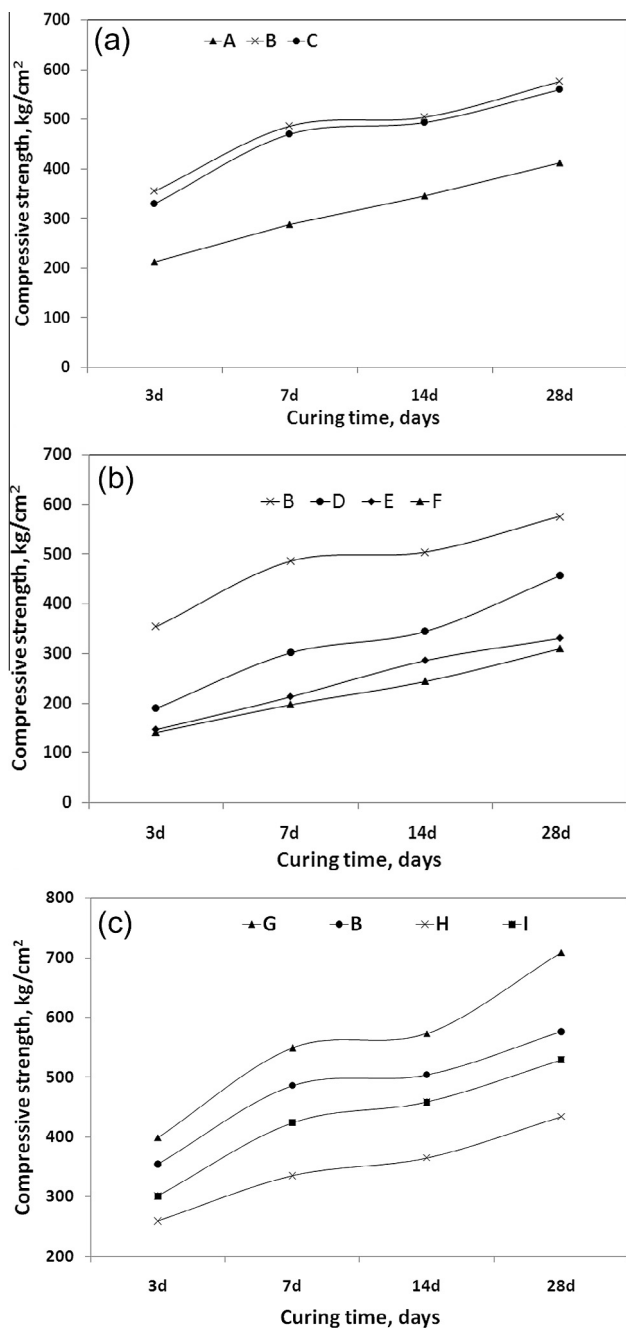 (a)
A B C
Compressive strength, kg/cm²
700
600
500
400
300
200
100
0
3d 7d 14d 28d
Curing time, days
(b)
B D E F
Compressive strength, kg/cm²
700
600
500
400
300
200
100
0
3d 7d 14d 28d
Curing time, days
(c)
G B H I
Compressive strength, kg/cm²
800
700
600
500
400
300
200
3d 7d 14d 28d
Curing time, days